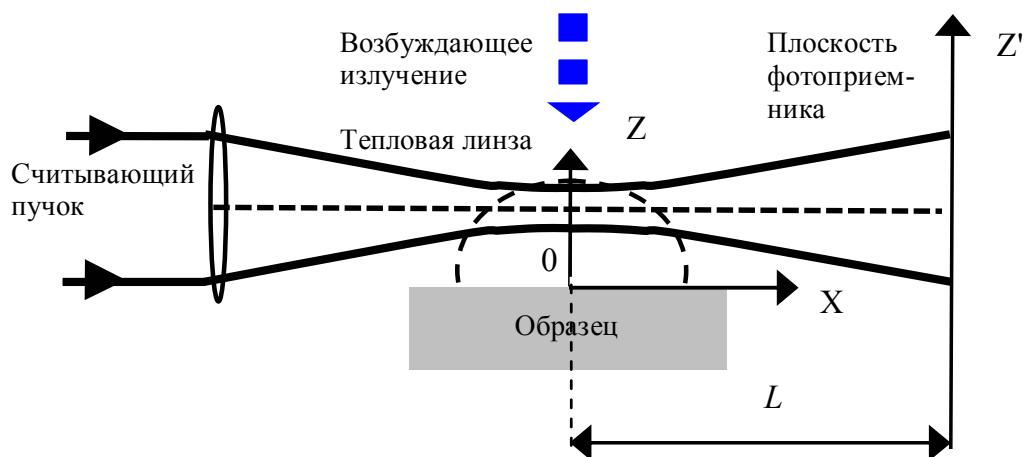 Возбуждающее
излучение
Плоскость
фотоприем-
ника
Z'
Тепловая линза
Z
Считывающий
пучок
0
X
Образец
L